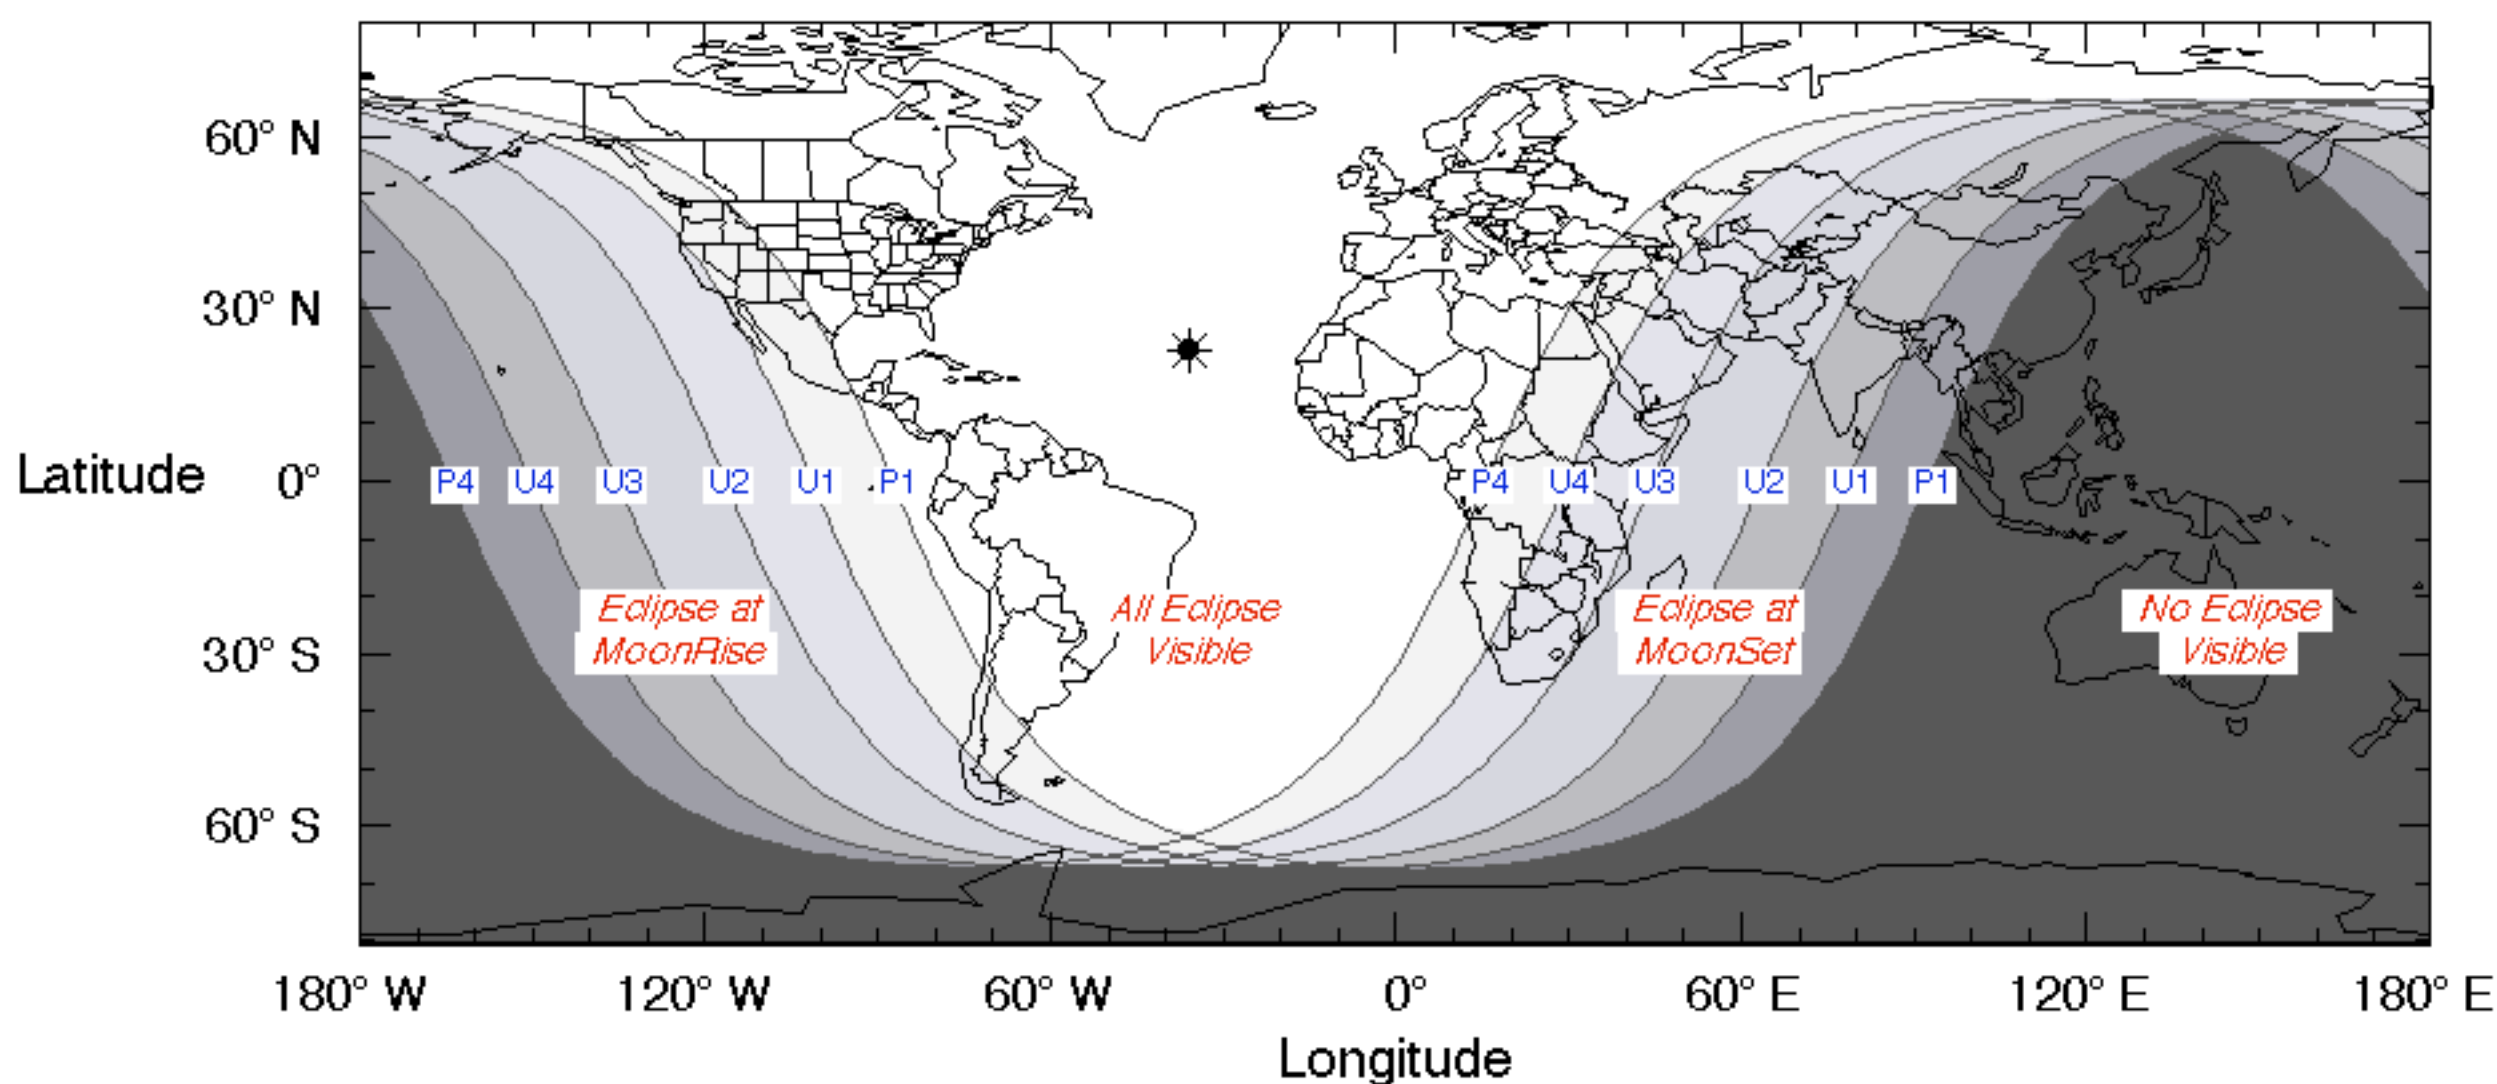 60° N
30° N
Latitude 0°
P4 U4 U3 U2 U1 P1 P4 U4 U3 U2 U1 P1
Eclipse at
MoonRise
All Eclipse
Visible
Eclipse at
MoonSet
No Eclipse
Visible
30° S
60° S
180° W 120° W 60° W 0° 60° E 120° E 180° E
Longitude